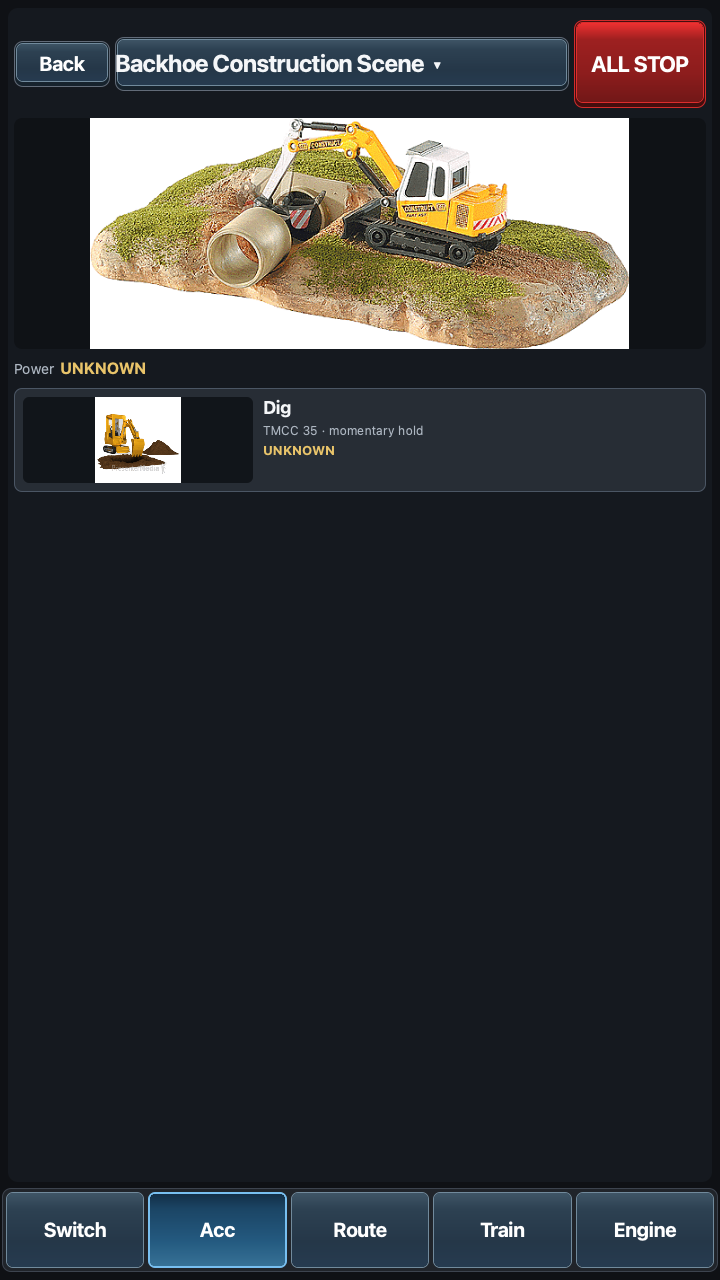 Back
Backhoe Construction Scene ▾
ALL STOP
CONSTRUCT
CONSTRUCT
Power UNKNOWN
Dig
TMCC 35 · momentary hold
UNKNOWN
Switch
Acc
Route
Train
Engine